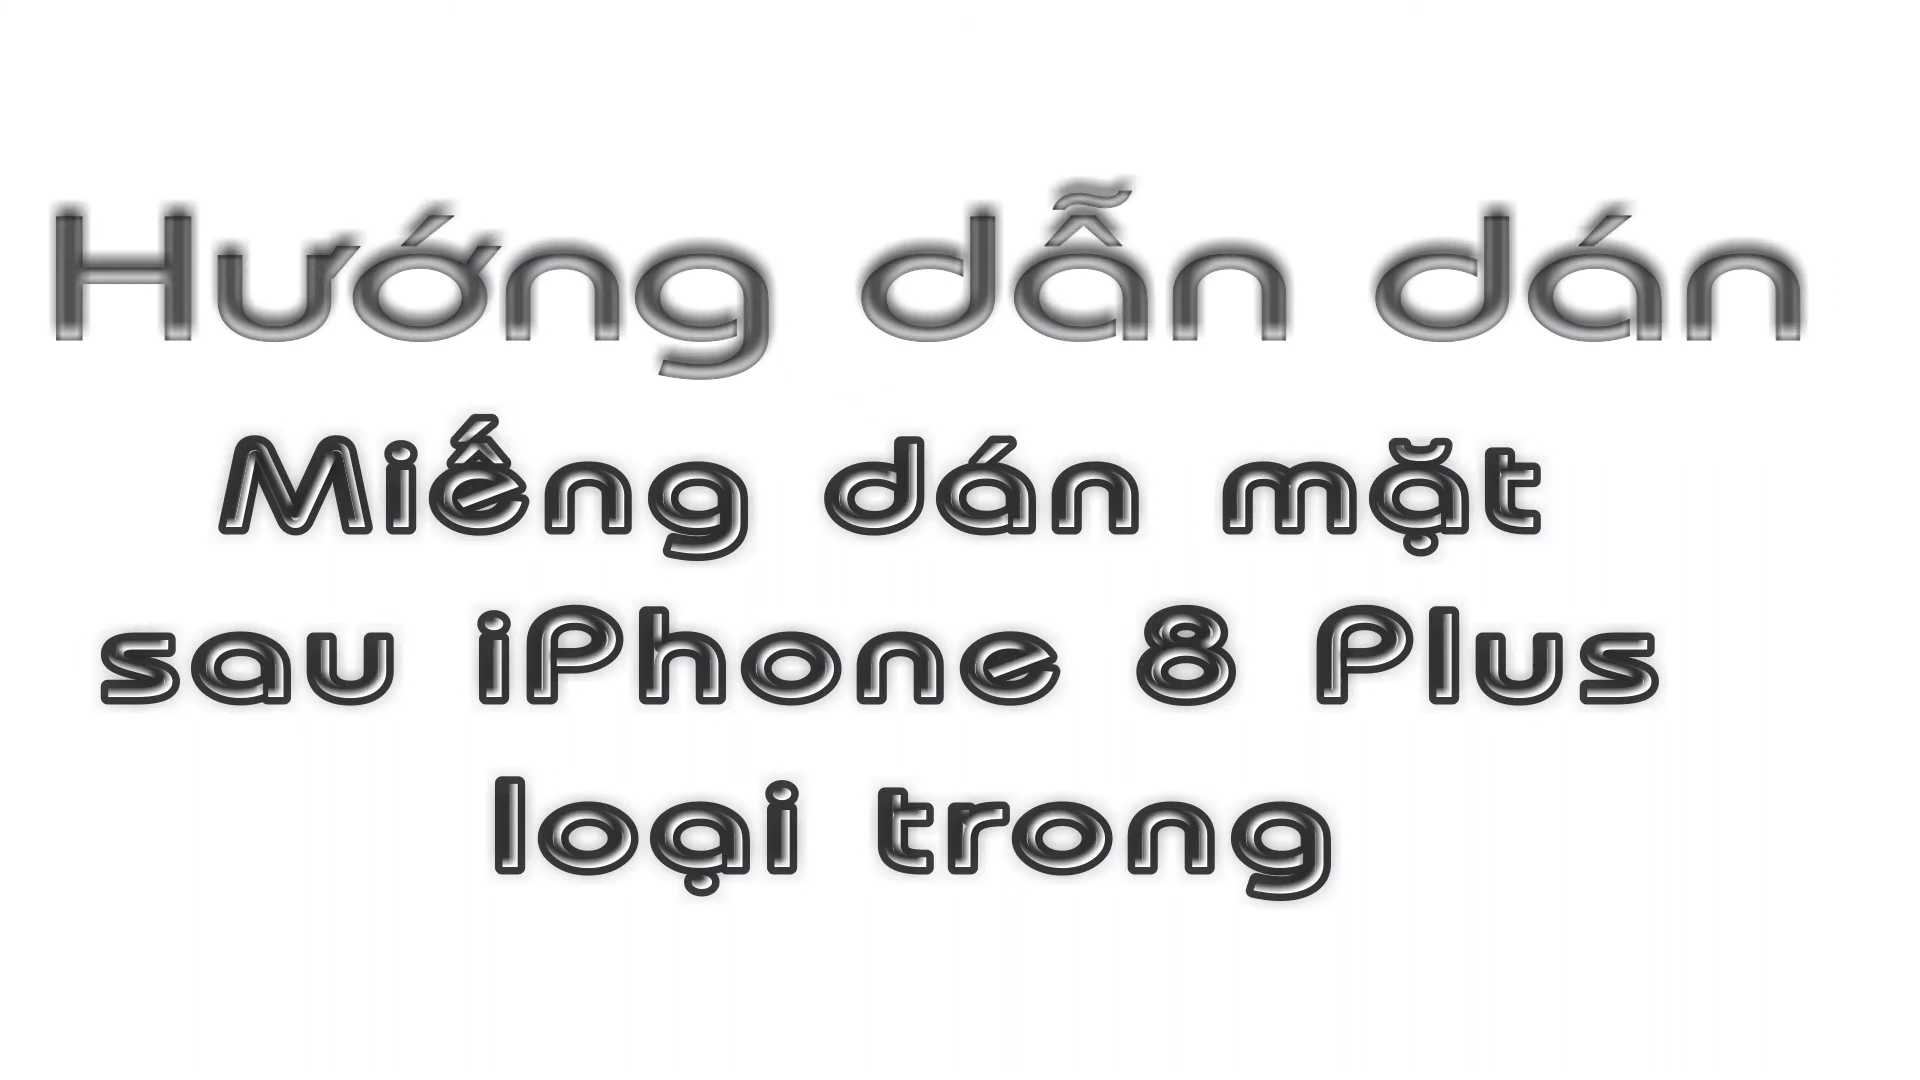 Hướng dẫn dán
Miếng dán mặt
sau iPhone 8 Plus
loại trong